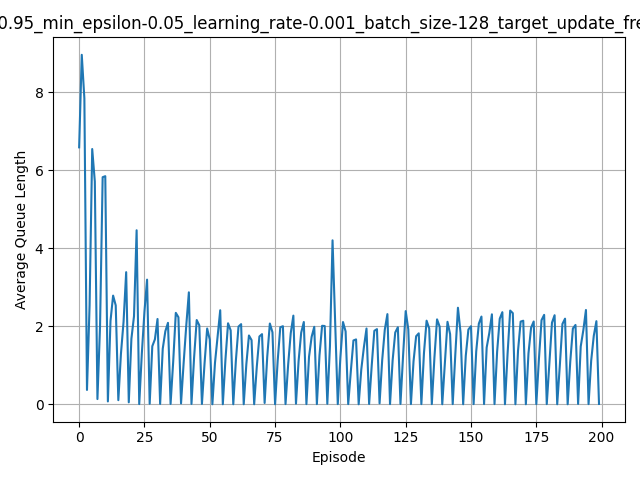 0.95_min_epsilon-0.05_learning_rate-0.001_batch_size-128_target_update_fre
8
6
4
2
0
Average Queue Length
0 25 50 75 100 125 150 175 200
Episode